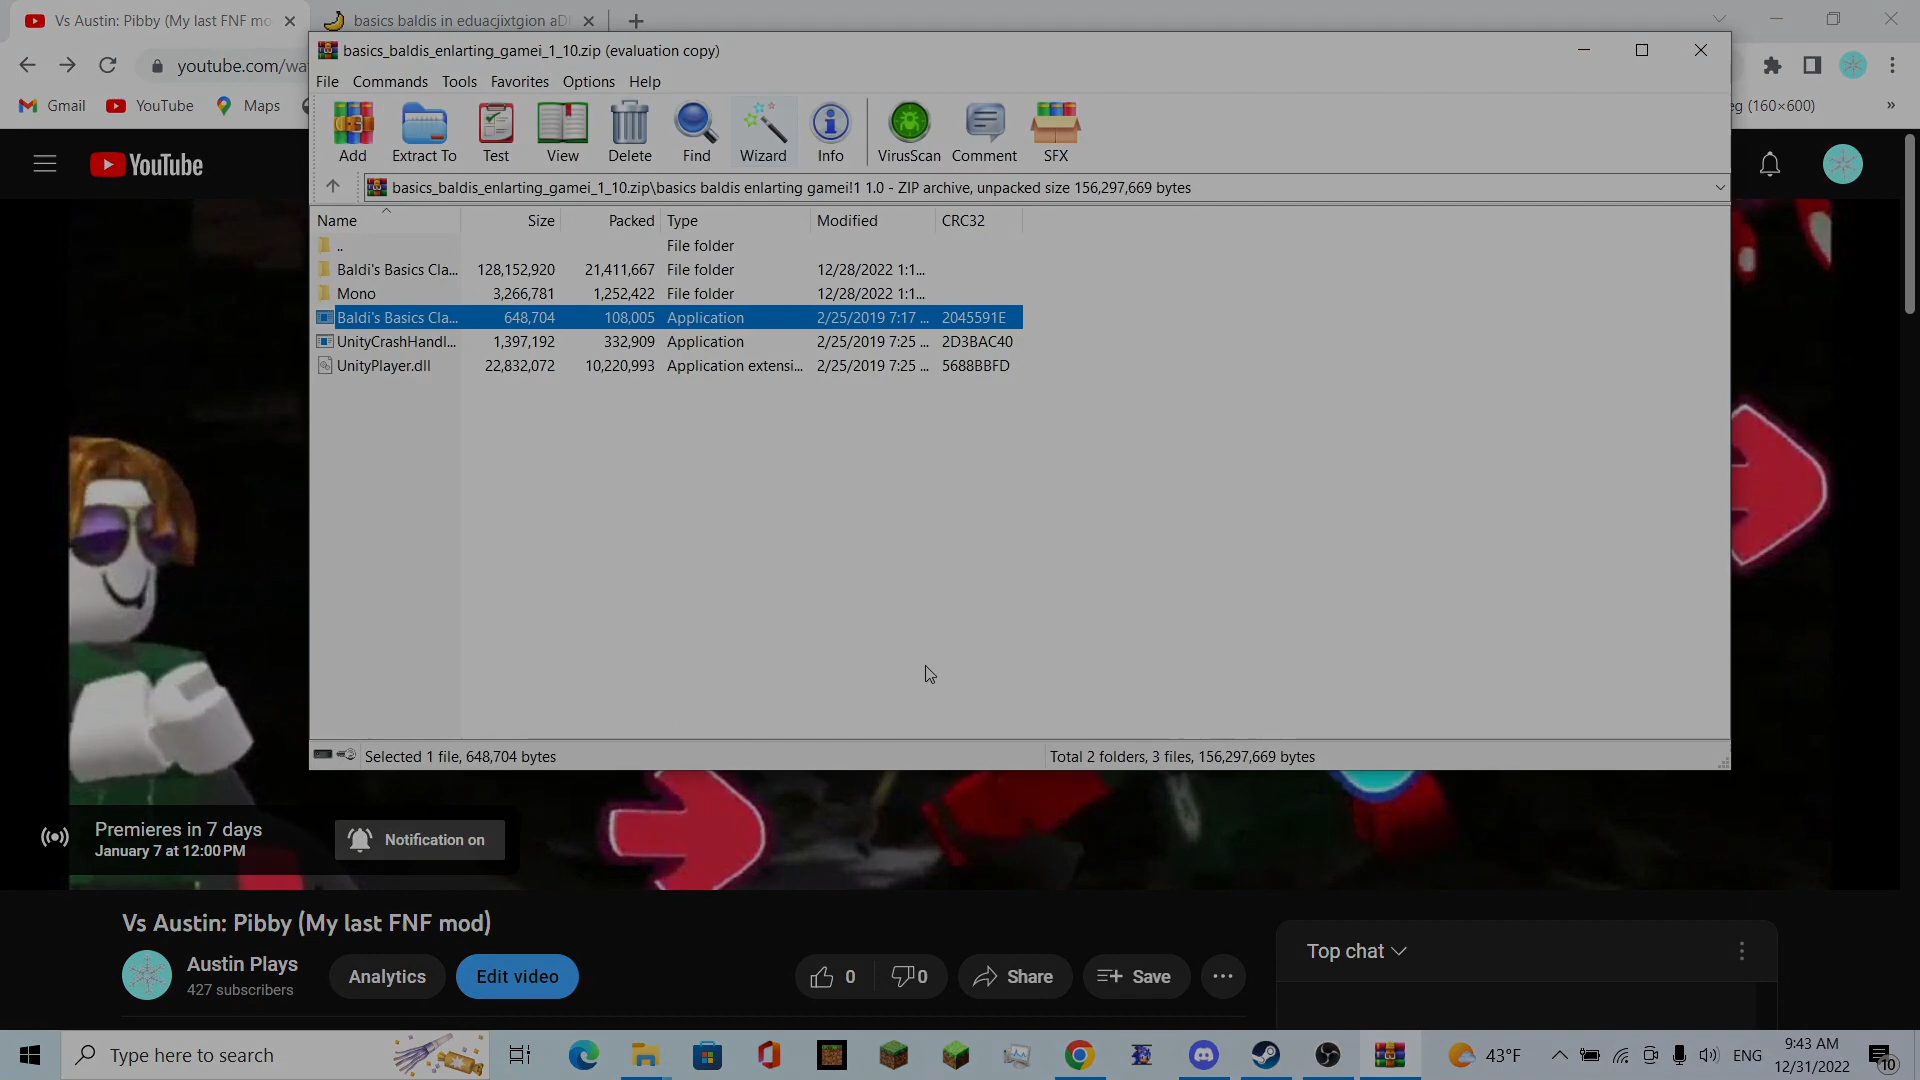 Vs Austin: Pibby (My last FNF mo
basics baldis in eduacjixtgion aD
basics_baldis_enlarting_gamei_1_10.zip (evaluation copy)
youtube.com/wa
File Commands Tools Favorites Options Help
Gmail YouTube Maps
eg (160×600)
»
Add Extract To Test View Delete Find Wizard Info VirusScan Comment SFX
YouTube
basics_baldis_enlarting_gamei_1_10.zip\basics baldis enlarting gamei!1 1.0 - ZIP archive, unpacked size 156,297,669 bytes
Name Size Packed Type Modified CRC32
.. File folder
Baldi's Basics Cla... 128,152,920 21,411,667 File folder 12/28/2022 1:1...
Mono 3,266,781 1,252,422 File folder 12/28/2022 1:1...
Baldi's Basics Cla... 648,704 108,005 Application 2/25/2019 7:17 ... 2045591E
UnityCrashHandl... 1,397,192 332,909 Application 2/25/2019 7:25 ... 2D3BAC40
UnityPlayer.dll 22,832,072 10,220,993 Application extensi... 2/25/2019 7:25 ... 5688BBFD
Selected 1 file, 648,704 bytes
Total 2 folders, 3 files, 156,297,669 bytes
Premieres in 7 days
January 7 at 12:00 PM
Notification on
Vs Austin: Pibby (My last FNF mod)
Austin Plays
427 subscribers
Analytics
Edit video
0
0
Share
Save
Top chat
Type here to search
43°F
ENG
9:43 AM
12/31/2022
10